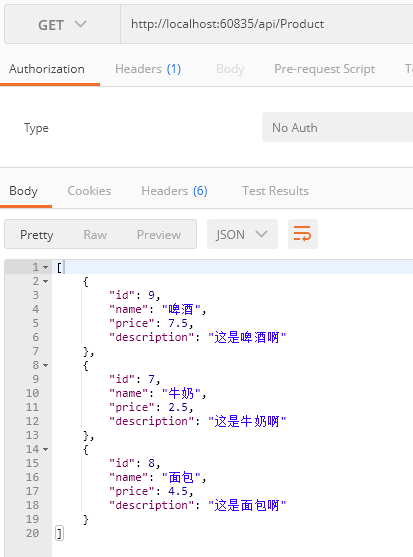 GET http://localhost:60835/api/Product
Authorization Headers (1) Body Pre-request Script
Type No Auth
Body Cookies Headers (6) Test Results
Pretty Raw Preview JSON
1 [
2 {
3 "id": 9,
4 "name": "啤酒",
5 "price": 7.5,
6 "description": "这是啤酒啊"
7 },
8 {
9 "id": 7,
10 "name": "牛奶",
11 "price": 2.5,
12 "description": "这是牛奶啊"
13 },
14 {
15 "id": 8,
16 "name": "面包",
17 "price": 4.5,
18 "description": "这是面包啊"
19 }
20 ]